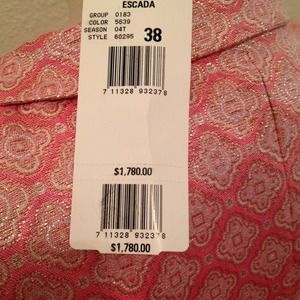 ESCADA
GROUP 0183
COLOR 5639
SEASON 04T 38
STYLE 60295
7 11328 93237 8
$1,780.00
7 11328 93237 8
$1,780.00